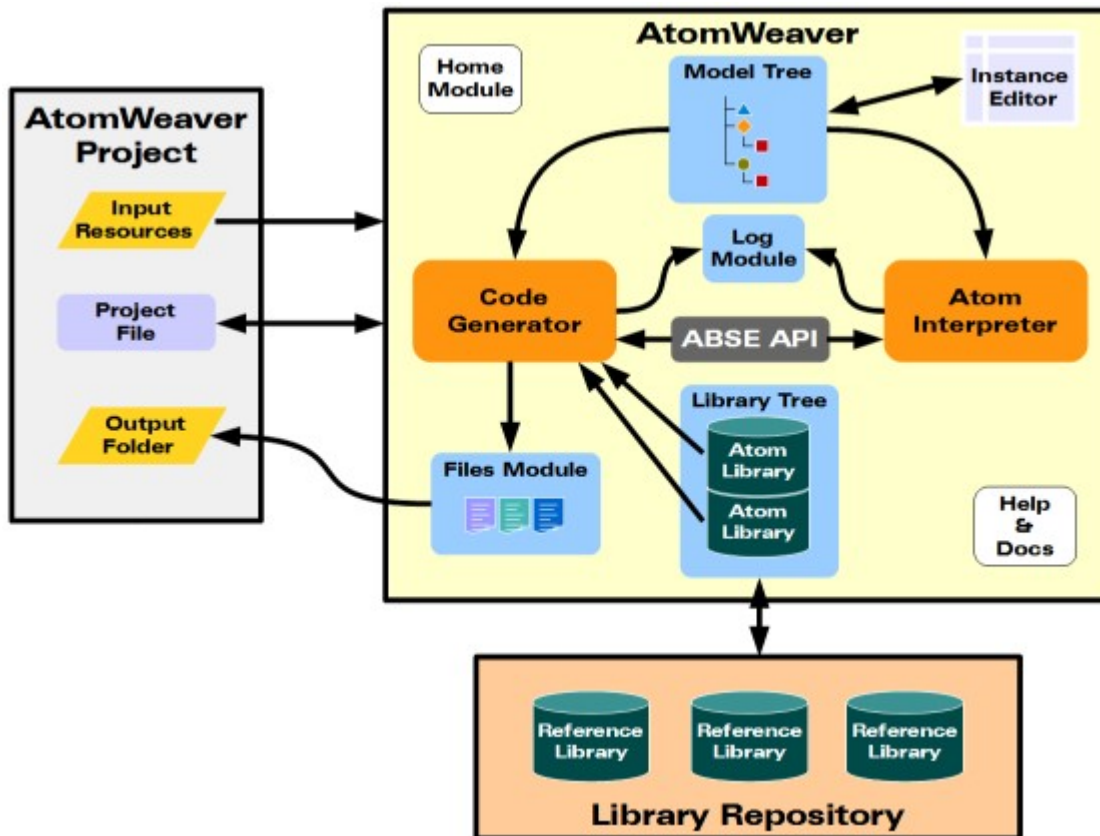 AtomWeaver
Project
Input
Resources
Project
File
Output
Folder
AtomWeaver
Home
Module
Model Tree
Instance
Editor
Log
Module
Code
Generator
Atom
Interpreter
ABSE API
Library Tree
Atom
Library
Atom
Library
Files Module
Help
&
Docs
Reference
Library
Reference
Library
Reference
Library
Library Repository